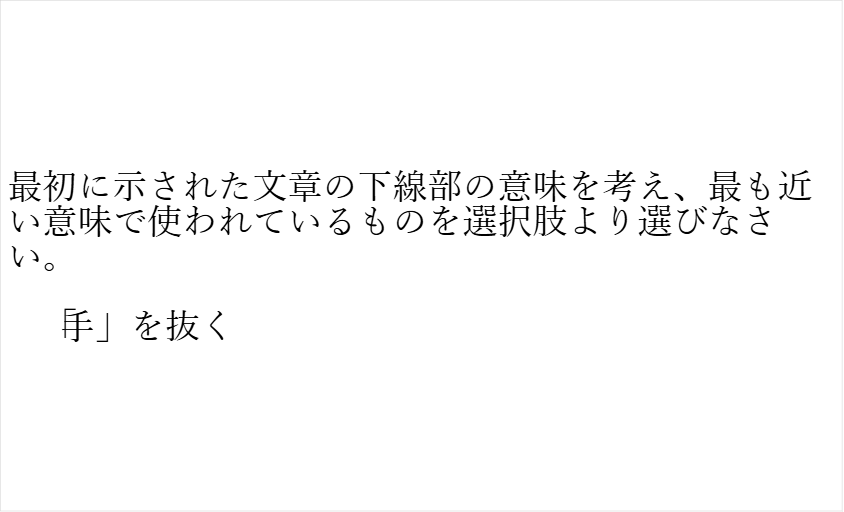 最初に示された文章の下線部の意味を考え、最も近
い意味で使われているものを選択肢より選びなさ
い。
「手」を抜く